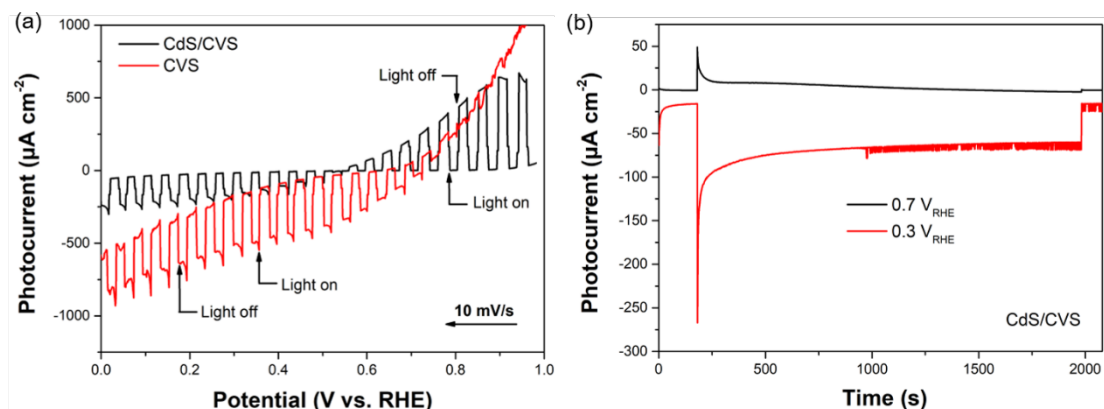 (a)
1000
500
0
-500
-1000
Photocurrent (μA cm⁻²)
CdS/CVS
CVS
Light off
Light on
Light on
Light off
10 mV/s
0.0 0.2 0.4 0.6 0.8 1.0
Potential (V vs. RHE)
(b)
50
0
-50
-100
-150
-200
-250
-300
Photocurrent (μA cm⁻²)
0.7 V_RHE
0.3 V_RHE
CdS/CVS
0 500 1000 1500 2000
Time (s)